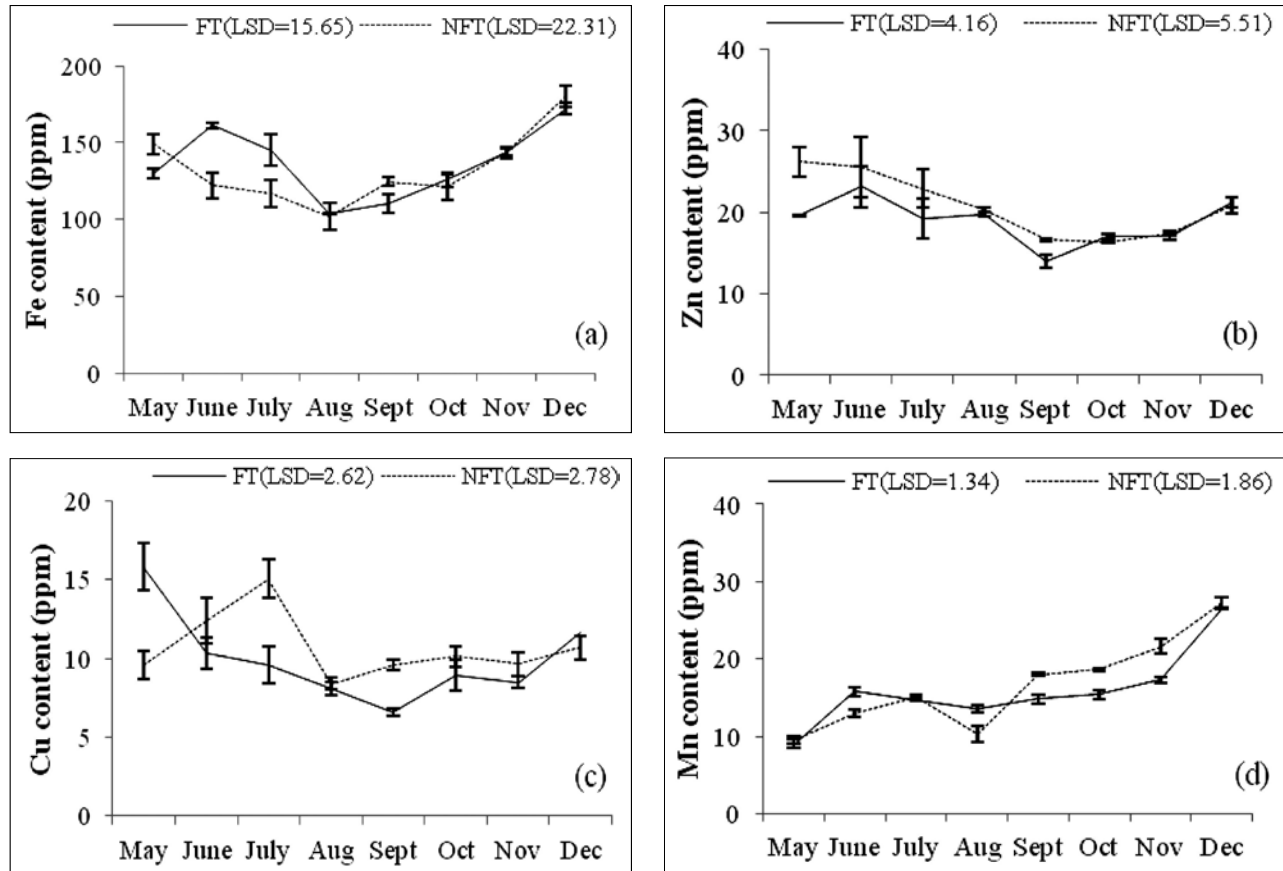 FT(LSD=15.65) NFT(LSD=22.31)
200
150
100
50
0
Fe content (ppm)
(a)
May June July Aug Sept Oct Nov Dec
FT(LSD=4.16) NFT(LSD=5.51)
40
30
20
10
0
Zn content (ppm)
(b)
May June July Aug Sept Oct Nov Dec
FT(LSD=2.62) NFT(LSD=2.78)
20
15
10
5
0
Cu content (ppm)
(c)
May June July Aug Sept Oct Nov Dec
FT(LSD=1.34) NFT(LSD=1.86)
40
30
20
10
0
Mn content (ppm)
(d)
May June July Aug Sept Oct Nov Dec